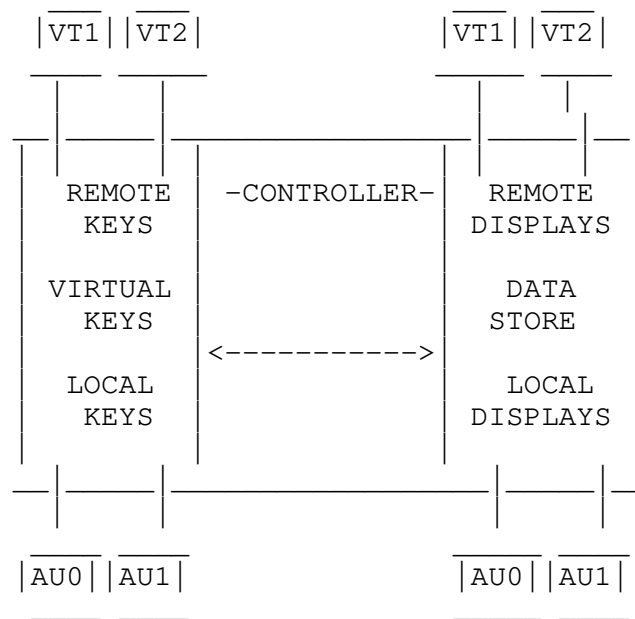 VT1 VT2 VT1 VT2
REMOTE -CONTROLLER- REMOTE
KEYS DISPLAYS
VIRTUAL DATA
KEYS STORE
<----------->
LOCAL LOCAL
KEYS DISPLAYS
AU0 AU1 AU0 AU1